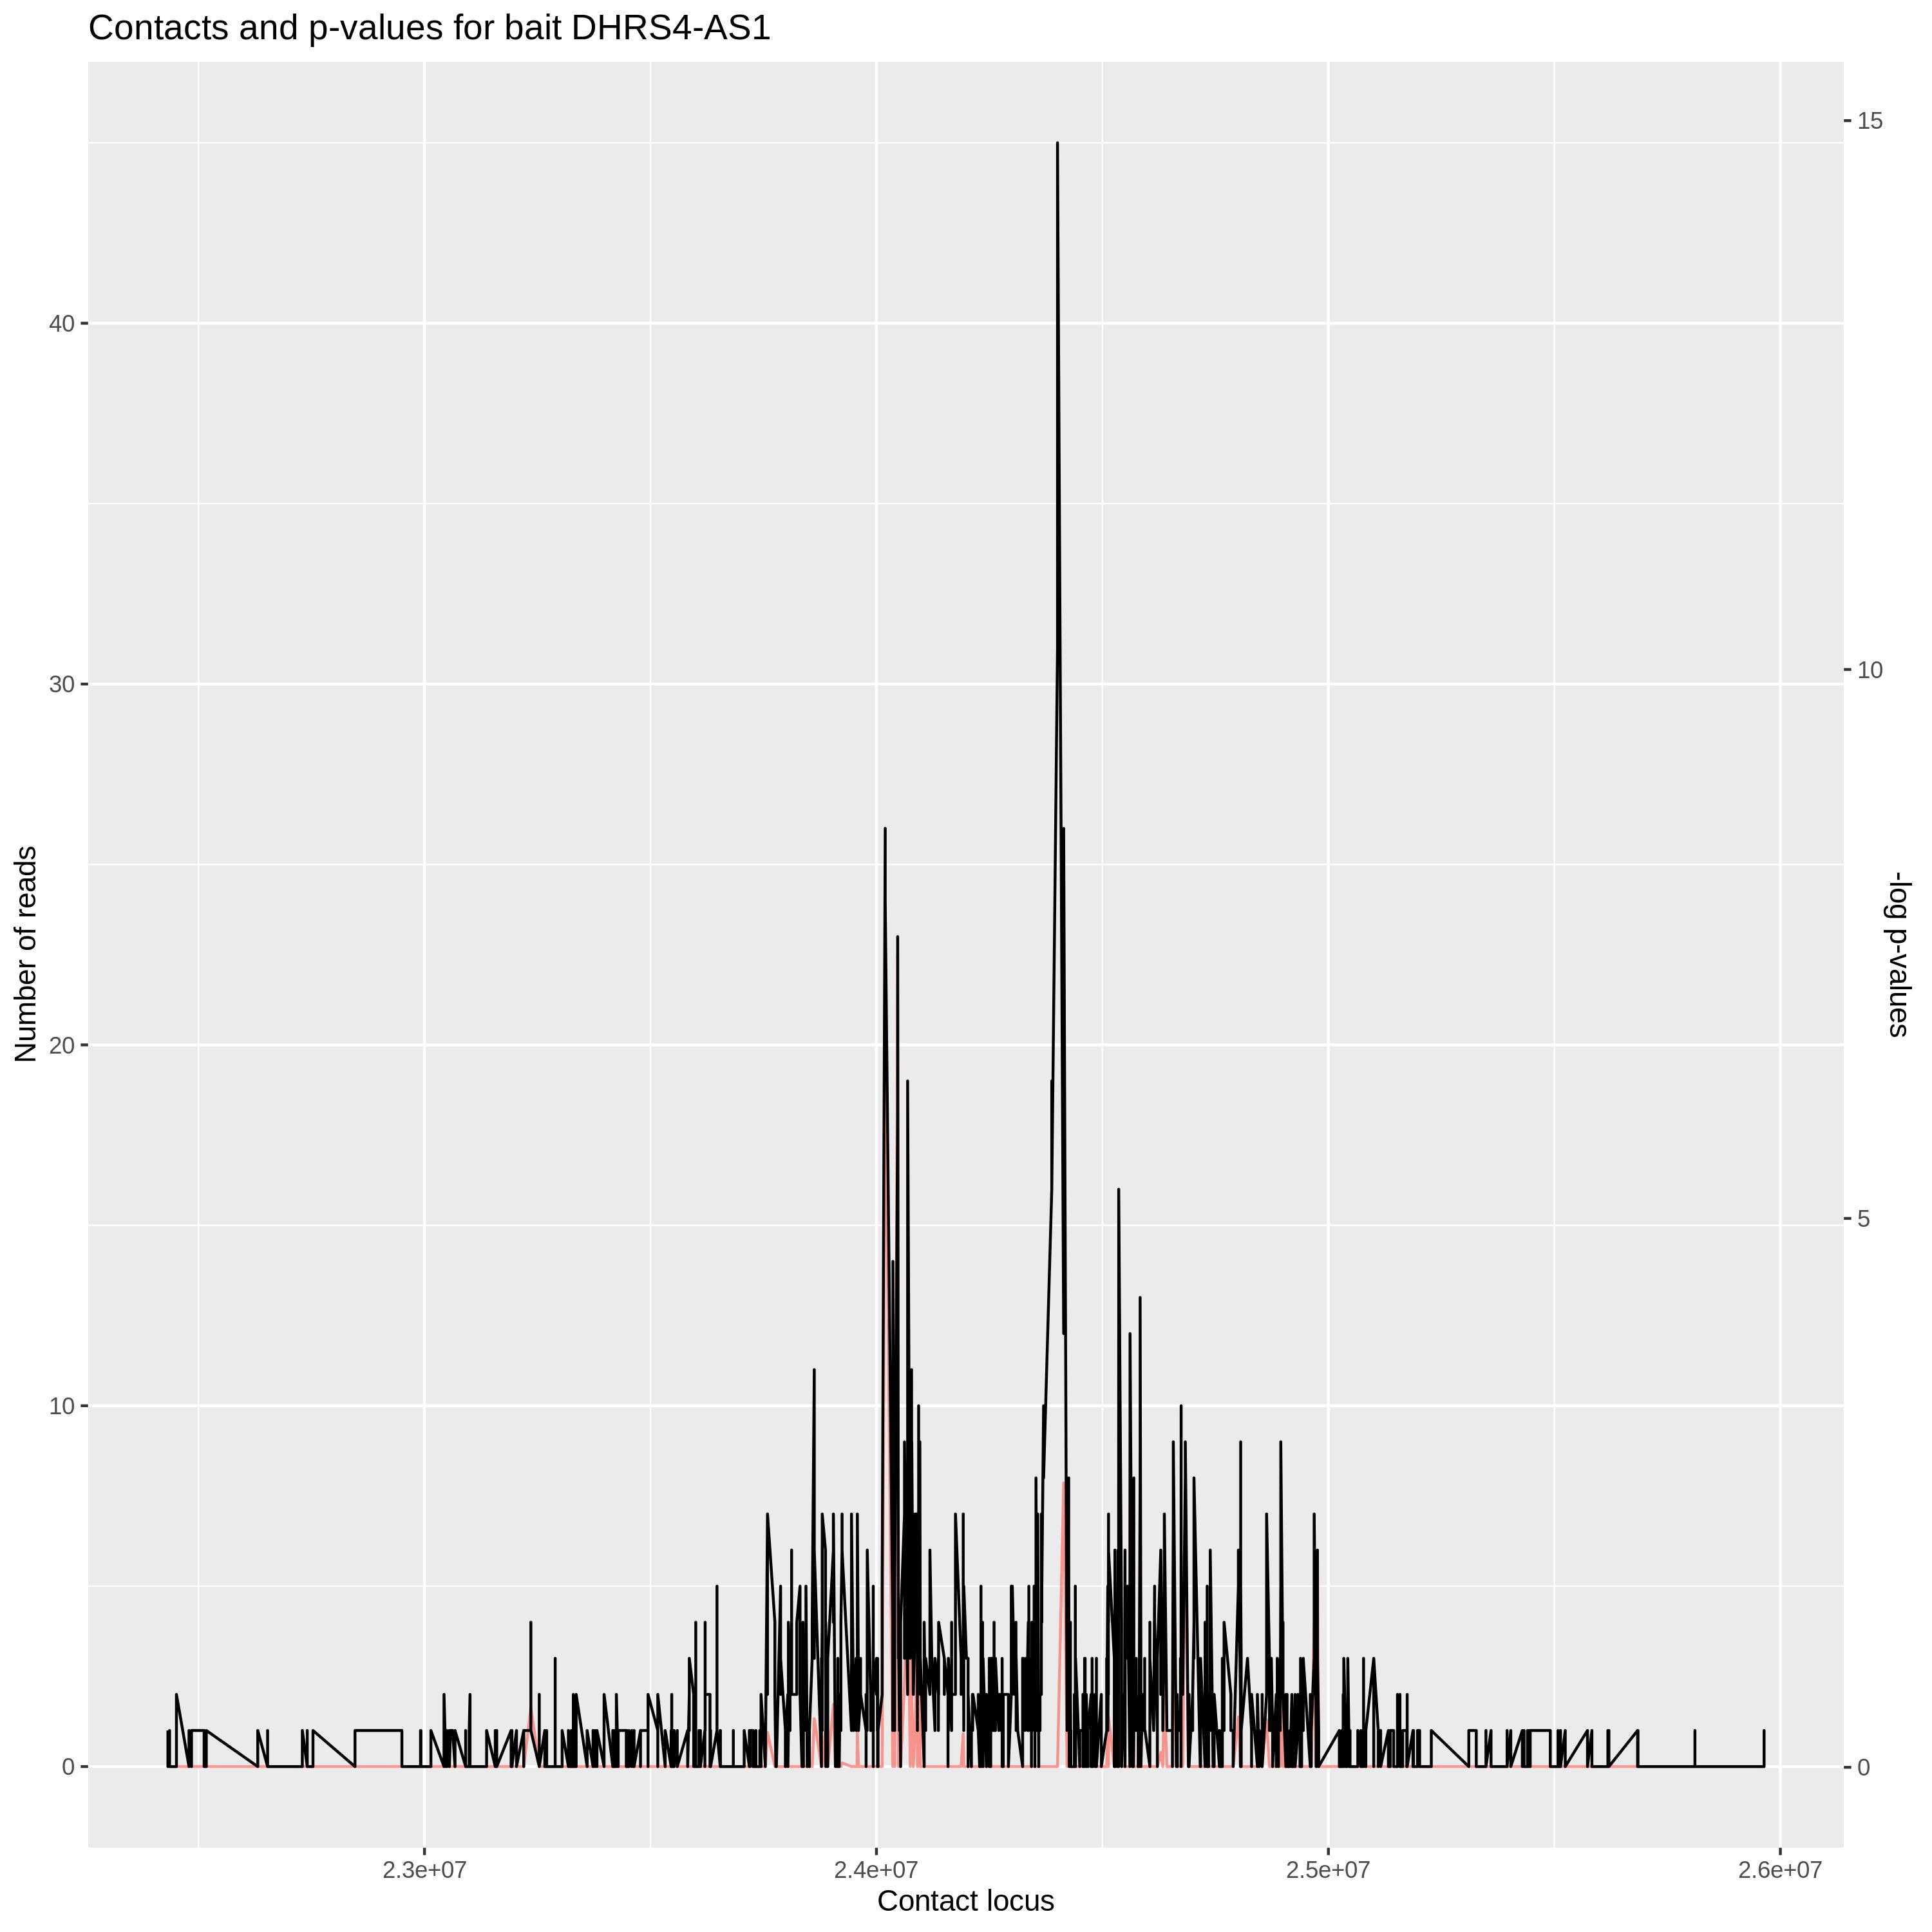 Contacts and p-values for bait DHRS4-AS1
Number of reads
40
30
20
10
0
15
10
5
0
-log p-values
2.3e+07
2.4e+07
2.5e+07
2.6e+07
Contact locus